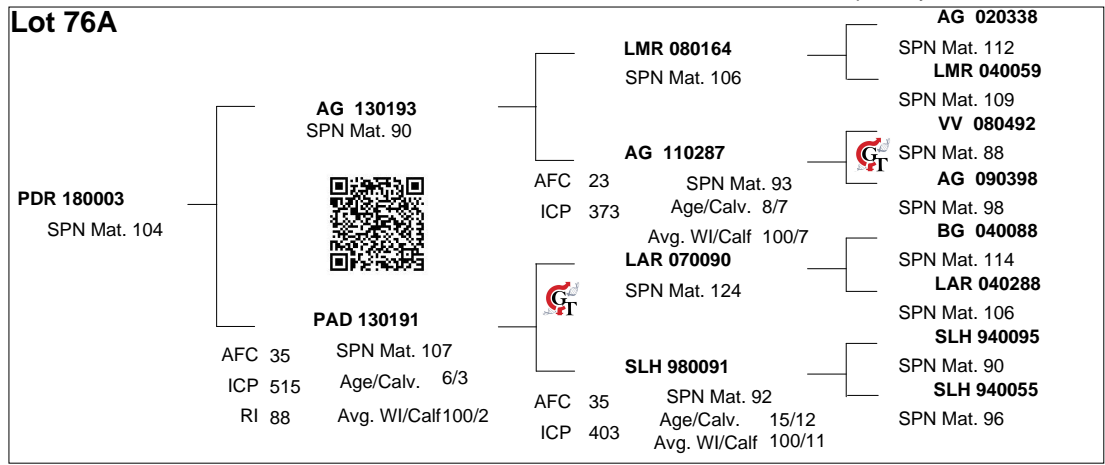 Lot 76A
PDR 180003
SPN Mat. 104
AG 130193
SPN Mat. 90
PAD 130191
AFC 35 SPN Mat. 107
ICP 515 Age/Calv. 6/3
RI 88 Avg. WI/Calf 100/2
LMR 080164
SPN Mat. 106
AG 110287
AFC 23 SPN Mat. 93
ICP 373 Age/Calv. 8/7
Avg. WI/Calf 100/7
LAR 070090
SPN Mat. 124
GT
SLH 980091
AFC 35 SPN Mat. 92
Age/Calv. 15/12
ICP 403
Avg. WI/Calf 100/11
AG 020338
SPN Mat. 112
LMR 040059
SPN Mat. 109
VV 080492
GT
SPN Mat. 88
AG 090398
SPN Mat. 98
BG 040088
SPN Mat. 114
LAR 040288
SPN Mat. 106
SLH 940095
SPN Mat. 90
SLH 940055
SPN Mat. 96